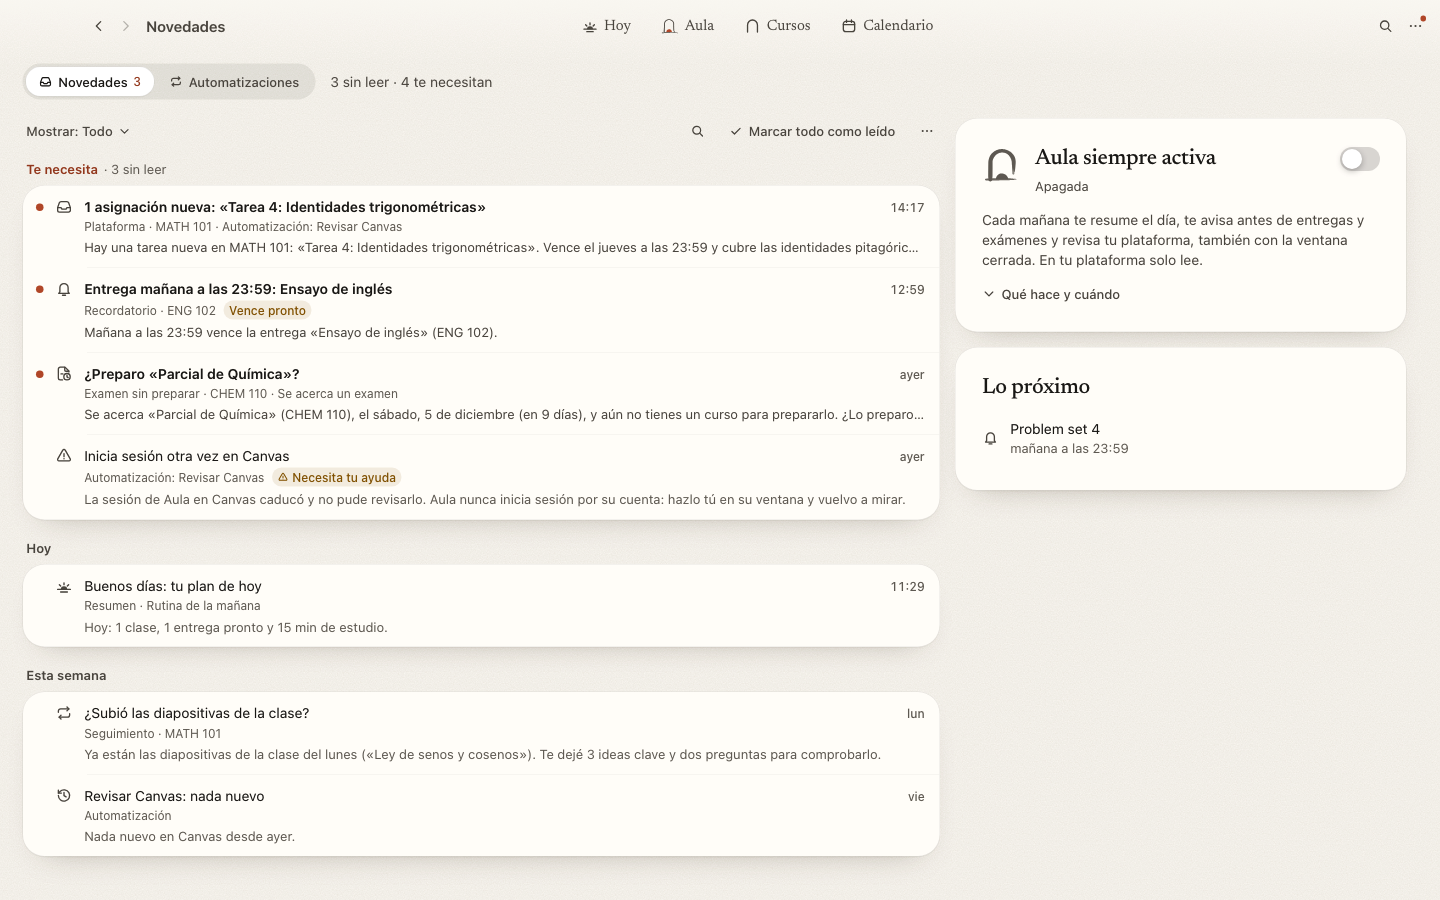 Novedades
Hoy
Aula
Cursos
Calendario
Novedades 3
Automatizaciones
3 sin leer · 4 te necesitan
Mostrar: Todo
Marcar todo como leído
Te necesita · 3 sin leer
1 asignación nueva: «Tarea 4: Identidades trigonométricas»
14:17
Plataforma · MATH 101 · Automatización: Revisar Canvas
Hay una tarea nueva en MATH 101: «Tarea 4: Identidades trigonométricas». Vence el jueves a las 23:59 y cubre las identidades pitagóric...
Entrega mañana a las 23:59: Ensayo de inglés
12:59
Recordatorio · ENG 102 Vence pronto
Mañana a las 23:59 vence la entrega «Ensayo de inglés» (ENG 102).
¿Preparo «Parcial de Química»?
ayer
Examen sin preparar · CHEM 110 · Se acerca un examen
Se acerca «Parcial de Química» (CHEM 110), el sábado, 5 de diciembre (en 9 días), y aún no tienes un curso para prepararlo. ¿Lo preparo...
Inicia sesión otra vez en Canvas
ayer
Automatización: Revisar Canvas Necesita tu ayuda
La sesión de Aula en Canvas caducó y no pude revisarlo. Aula nunca inicia sesión por su cuenta: hazlo tú en su ventana y vuelvo a mirar.
Hoy
Buenos días: tu plan de hoy
11:29
Resumen · Rutina de la mañana
Hoy: 1 clase, 1 entrega pronto y 15 min de estudio.
Esta semana
¿Subió las diapositivas de la clase?
lun
Seguimiento · MATH 101
Ya están las diapositivas de la clase del lunes («Ley de senos y cosenos»). Te dejé 3 ideas clave y dos preguntas para comprobarlo.
Revisar Canvas: nada nuevo
vie
Automatización
Nada nuevo en Canvas desde ayer.
Aula siempre activa
Apagada
Cada mañana te resume el día, te avisa antes de entregas y
exámenes y revisa tu plataforma, también con la ventana
cerrada. En tu plataforma solo lee.
Qué hace y cuándo
Lo próximo
Problem set 4
mañana a las 23:59